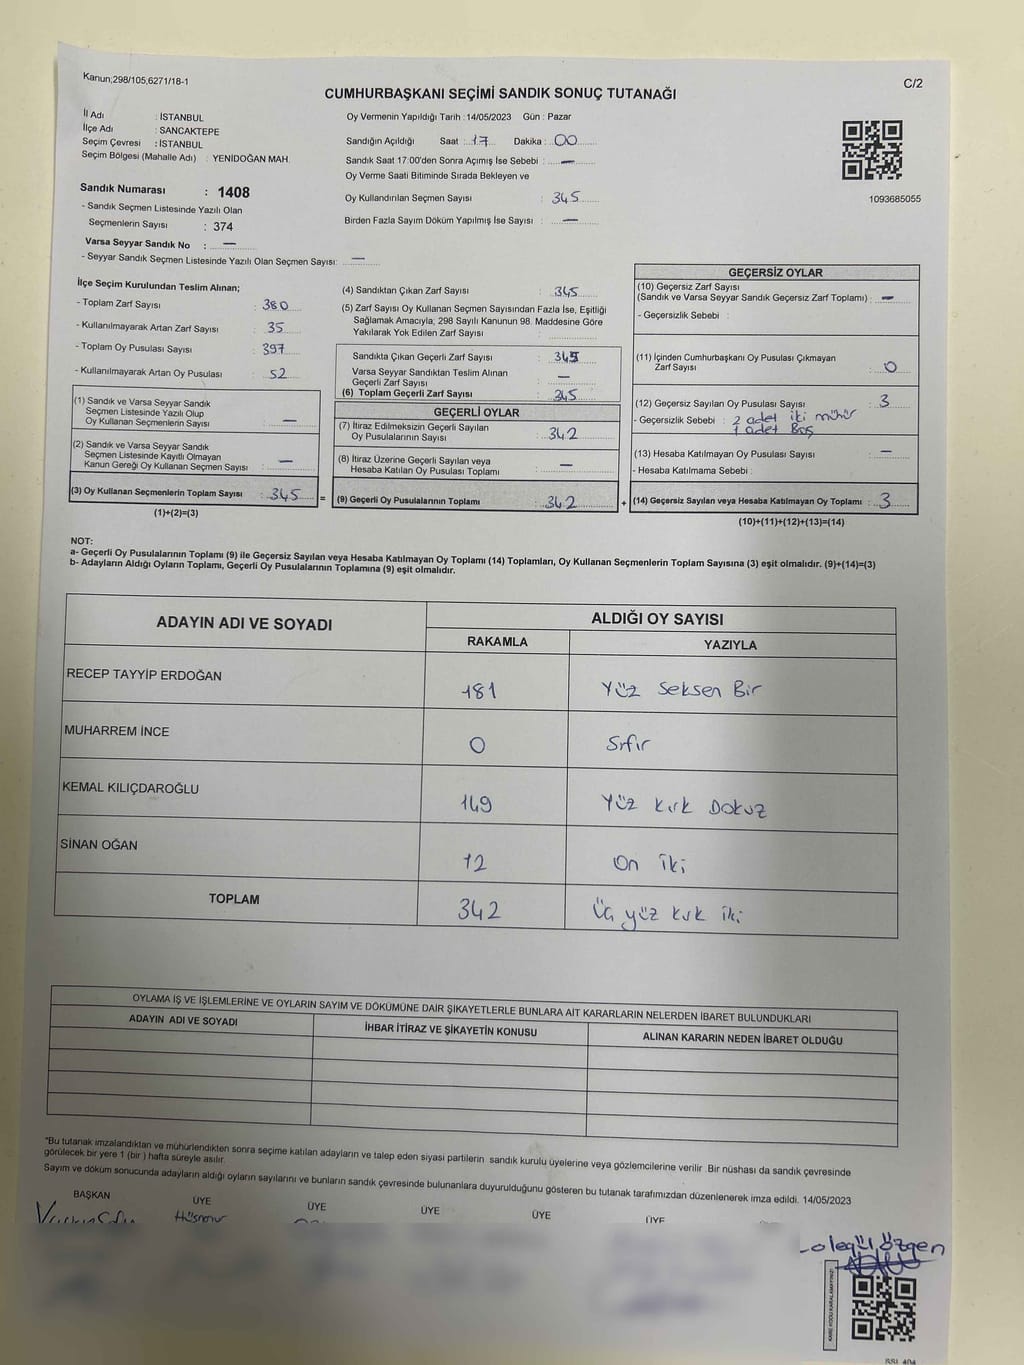 Kanun;298/105,6271/18-1
C/2
CUMHURBAŞKANI SEÇİMİ SANDIK SONUÇ TUTANAĞI
İl Adı : İSTANBUL
İlçe Adı : SANCAKTEPE
Seçim Çevresi : İSTANBUL
Seçim Bölgesi (Mahalle Adı) : YENİDOĞAN MAH.
Sandık Numarası : 1408
- Sandık Seçmen Listesinde Yazılı Olan
Seçmenlerin Sayısı : 374
Varsa Seyyar Sandık No : —
- Seyyar Sandık Seçmen Listesinde Yazılı Olan Seçmen Sayısı: —
Oy Vermenin Yapıldığı Tarih :14/05/2023 Gün : Pazar
Sandığın Açıldığı Saat : 17 Dakika : 00
Sandık Saat 17:00'den Sonra Açımış İse Sebebi : —
Oy Verme Saati Bitiminde Sırada Bekleyen ve
Oy Kullandırılan Seçmen Sayısı : 345
Birden Fazla Sayım Döküm Yapılmış İse Sayısı : —
1093685055
İlçe Seçim Kurulundan Teslim Alınan;
- Toplam Zarf Sayısı : 380
- Kullanılmayarak Artan Zarf Sayısı : 35
- Toplam Oy Pusulası Sayısı : 397
- Kullanılmayarak Artan Oy Pusulası : 52
(1) Sandık ve Varsa Seyyar Sandık
Seçmen Listesinde Yazılı Olup
Oy Kullanan Seçmenlerin Sayısı : —
(2) Sandık ve Varsa Seyyar Sandık
Seçmen Listesinde Kayıtlı Olmayan
Kanun Gereği Oy Kullanan Seçmen Sayısı : —
(3) Oy Kullanan Seçmenlerin Toplam Sayısı : 345 =
(1)+(2)=(3)
(4) Sandıktan Çıkan Zarf Sayısı : 345
(5) Zarf Sayısı Oy Kullanan Seçmen Sayısından Fazla İse, Eşitliği
Sağlamak Amacıyla, 298 Sayılı Kanunun 98. Maddesine Göre
Yakılarak Yok Edilen Zarf Sayısı :
Sandıkta Çıkan Geçerli Zarf Sayısı : 345
Varsa Seyyar Sandıktan Teslim Alınan
Geçerli Zarf Sayısı : —
(6) Toplam Geçerli Zarf Sayısı : 345
GEÇERLİ OYLAR
(7) İtiraz Edilmeksizin Geçerli Sayılan
Oy Pusulalarının Sayısı : 342
(8) İtiraz Üzerine Geçerli Sayılan veya
Hesaba Katılan Oy Pusulası Toplamı : —
(9) Geçerli Oy Pusulalarının Toplamı : 342 +
GEÇERSİZ OYLAR
(10) Geçersiz Zarf Sayısı
(Sandık ve Varsa Seyyar Sandık Geçersiz Zarf Toplamı) : —
- Geçersizlik Sebebi :
(11) İçinden Cumhurbaşkanı Oy Pusulası Çıkmayan
Zarf Sayısı : 0
(12) Geçersiz Sayılan Oy Pusulası Sayısı : 3
- Geçersizlik Sebebi : 2 adet iki mühür
1 adet Boş
(13) Hesaba Katılmayan Oy Pusulası Sayısı : —
- Hesaba Katılmama Sebebi :
(14) Geçersiz Sayılan veya Hesaba Katılmayan Oy Toplamı : 3
(10)+(11)+(12)+(13)=(14)
NOT:
a- Geçerli Oy Pusulalarının Toplamı (9) ile Geçersiz Sayılan veya Hesaba Katılmayan Oy Toplamı (14) Toplamları, Oy Kullanan Seçmenlerin Toplam Sayısına (3) eşit olmalıdır. (9)+(14)=(3)
b- Adayların Aldığı Oyların Toplamı, Geçerli Oy Pusulalarının Toplamına (9) eşit olmalıdır.
ADAYIN ADI VE SOYADI ALDIĞI OY SAYISI
RAKAMLA YAZIYLA
RECEP TAYYİP ERDOĞAN 181 Yüz Seksen Bir
MUHARREM İNCE 0 Sıfır
KEMAL KILIÇDAROĞLU 149 Yüz Kırk Dokuz
SİNAN OĞAN 12 On İki
TOPLAM 342 Üç yüz kırk iki
OYLAMA İŞ VE İŞLEMLERİNE VE OYLARIN SAYIM VE DÖKÜMÜNE DAİR ŞİKAYETLERLE BUNLARA AİT KARARLARIN NELERDEN İBARET BULUNDUKLARI
ADAYIN ADI VE SOYADI İHBAR İTİRAZ VE ŞİKAYETİN KONUSU ALINAN KARARIN NEDEN İBARET OLDUĞU
*Bu tutanak imzalandıktan ve mühürlendikten sonra seçime katılan adayların ve talep eden siyasi partilerin sandık kurulu üyelerine veya gözlemcilerine verilir .Bir nüshası da sandık çevresinde
görülecek bir yere 1 (bir ) hafta süreyle asılır.
Sayım ve döküm sonucunda adayların aldığı oyların sayılarını ve bunların sandık çevresinde bulunanlara duyurulduğunu gösteren bu tutanak tarafımızdan düzenlenerek imza edildi. 14/05/2023
BAŞKAN ÜYE ÜYE ÜYE ÜYE ÜYE
Hüsnanur
Özgen
KARE KODU KARALAMAYINIZ!